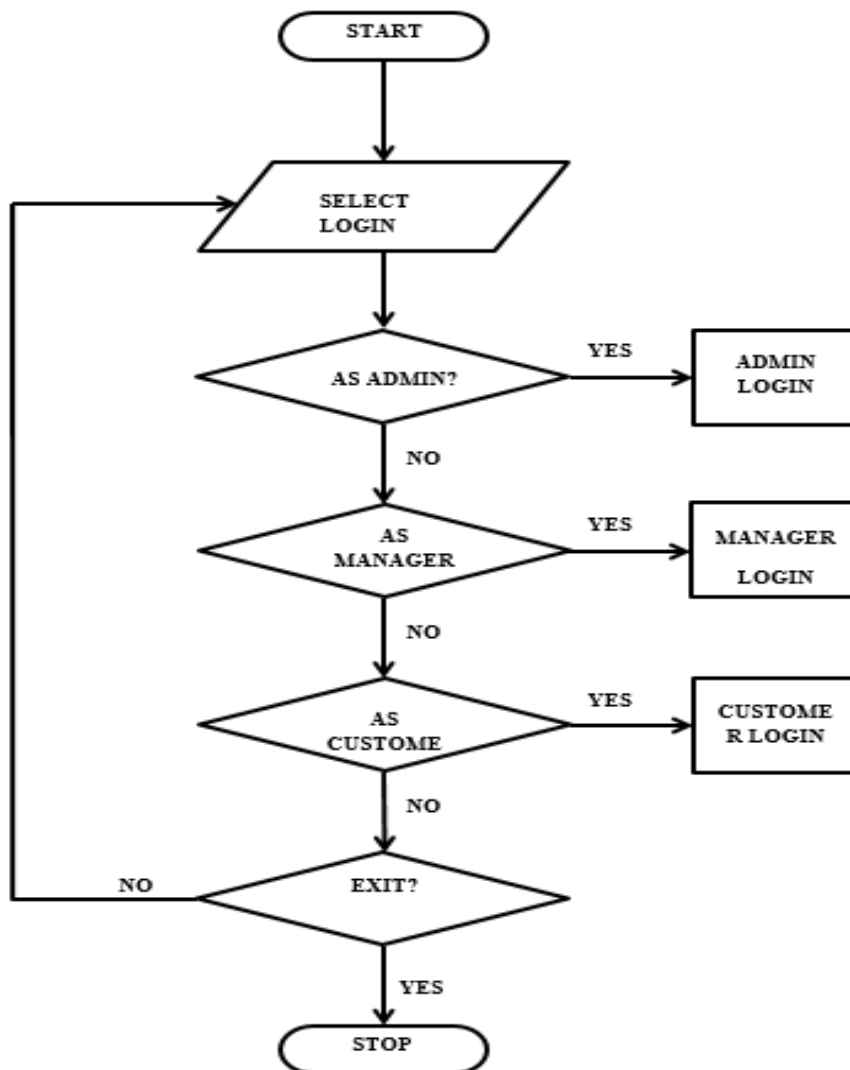 START
SELECT
LOGIN
AS ADMIN?
YES
ADMIN
LOGIN
NO
AS
MANAGER
YES
MANAGER
LOGIN
NO
AS
CUSTOME
YES
CUSTOME
R LOGIN
NO
EXIT?
NO
YES
STOP